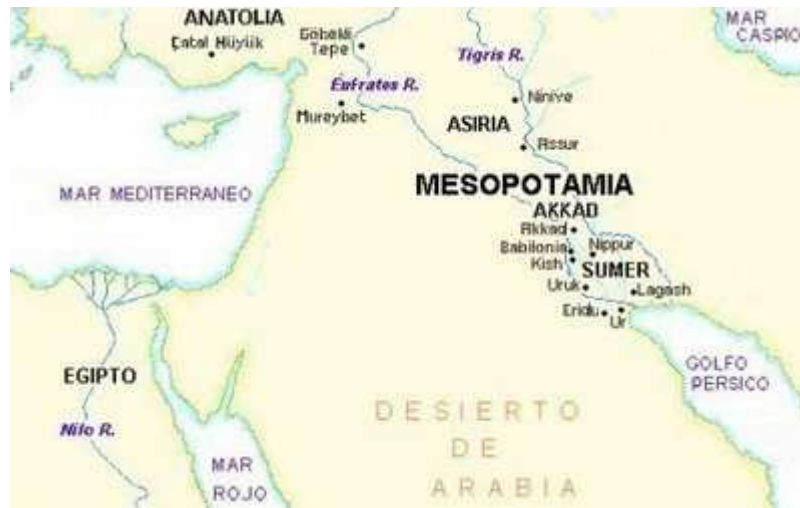 ANATOLIA
Çatal Hüyük
Göbekli
Tepe
Tigris R.
MAR
CASPIO
Eufrates R.
Mureybet
Ninive
ASIRIA
Assur
MESOPOTAMIA
MAR MEDITERRANEO
AKKAD
Akkad
Babilonia
Nippur
Kish
SUMER
Uruk
Lagash
Eridu
Ur
EGIPTO
GOLFO
PERSICO
Nilo R.
DESIERTO
DE
ARABIA
MAR
ROJO